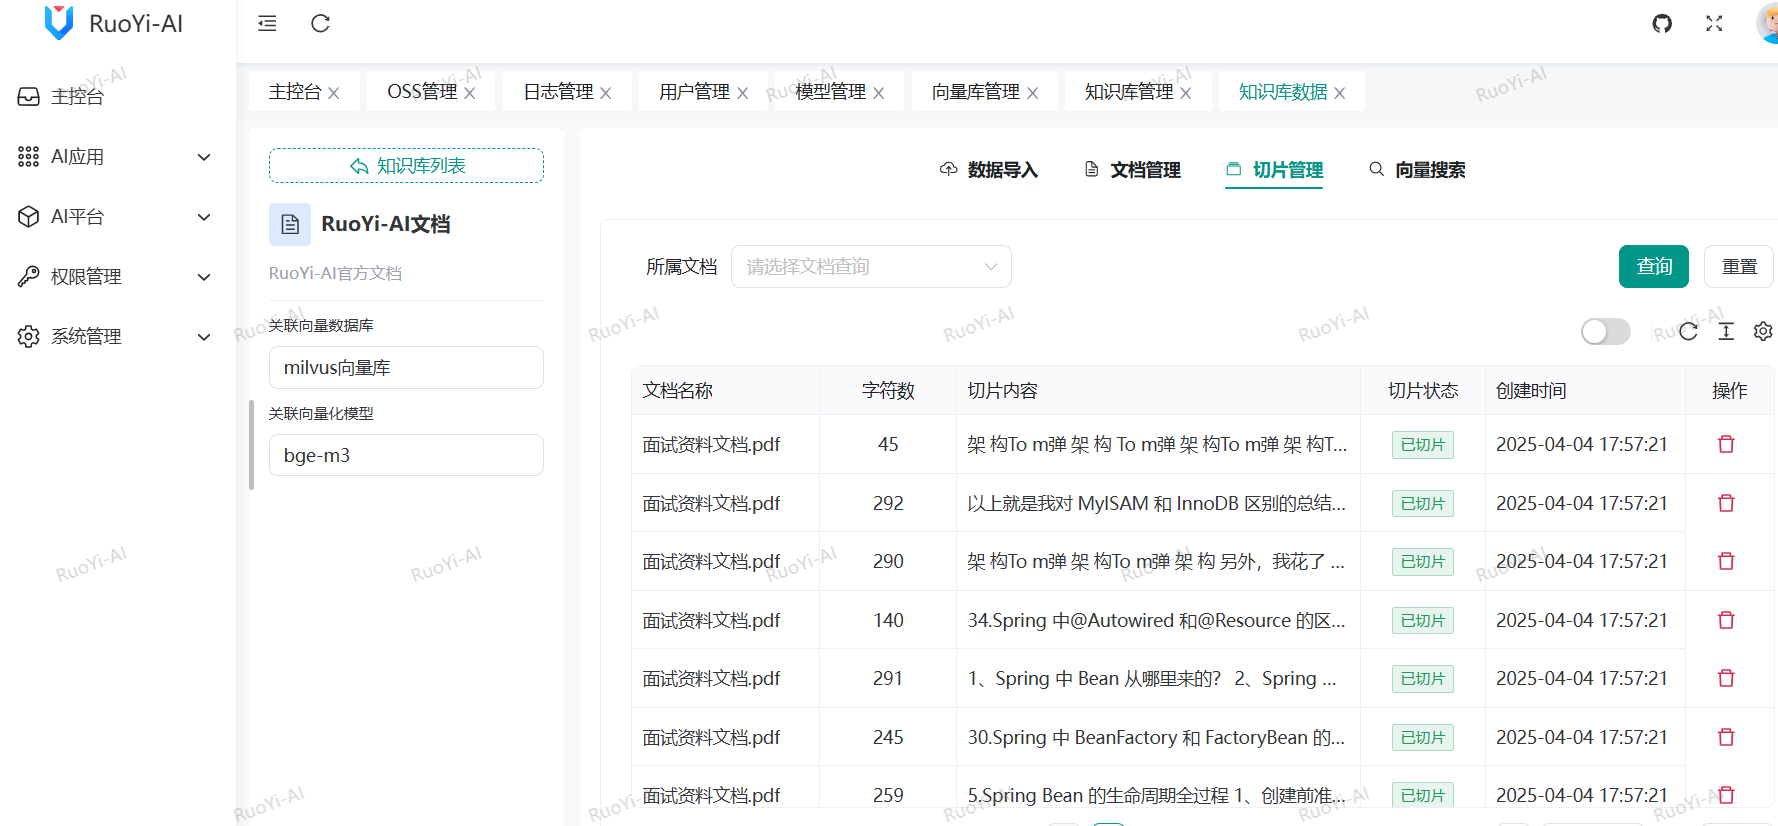 RuoYi-AI
主控台
AI应用
AI平台
权限管理
系统管理
主控台 OSS管理 日志管理 用户管理 模型管理 向量库管理 知识库管理 知识库数据
知识库列表
RuoYi-AI文档
RuoYi-AI官方文档
关联向量数据库
milvus向量库
关联向量化模型
bge-m3
数据导入 文档管理 切片管理 向量搜索
所属文档 请选择文档查询 查询 重置
文档名称 字符数 切片内容 切片状态 创建时间 操作
面试资料文档.pdf 45 架 构To m弹 架 构 To m弹 架 构To m弹 架 构T... 已切片 2025-04-04 17:57:21
面试资料文档.pdf 292 以上就是我对 MyISAM 和 InnoDB 区别的总结... 已切片 2025-04-04 17:57:21
面试资料文档.pdf 290 架 构To m弹 架 构To m弹 架 构 另外，我花了 ... 已切片 2025-04-04 17:57:21
面试资料文档.pdf 140 34.Spring 中@Autowired 和@Resource 的区... 已切片 2025-04-04 17:57:21
面试资料文档.pdf 291 1、Spring 中 Bean 从哪里来的？ 2、Spring ... 已切片 2025-04-04 17:57:21
面试资料文档.pdf 245 30.Spring 中 BeanFactory 和 FactoryBean 的... 已切片 2025-04-04 17:57:21
面试资料文档.pdf 259 5.Spring Bean 的生命周期全过程 1、创建前准... 已切片 2025-04-04 17:57:21